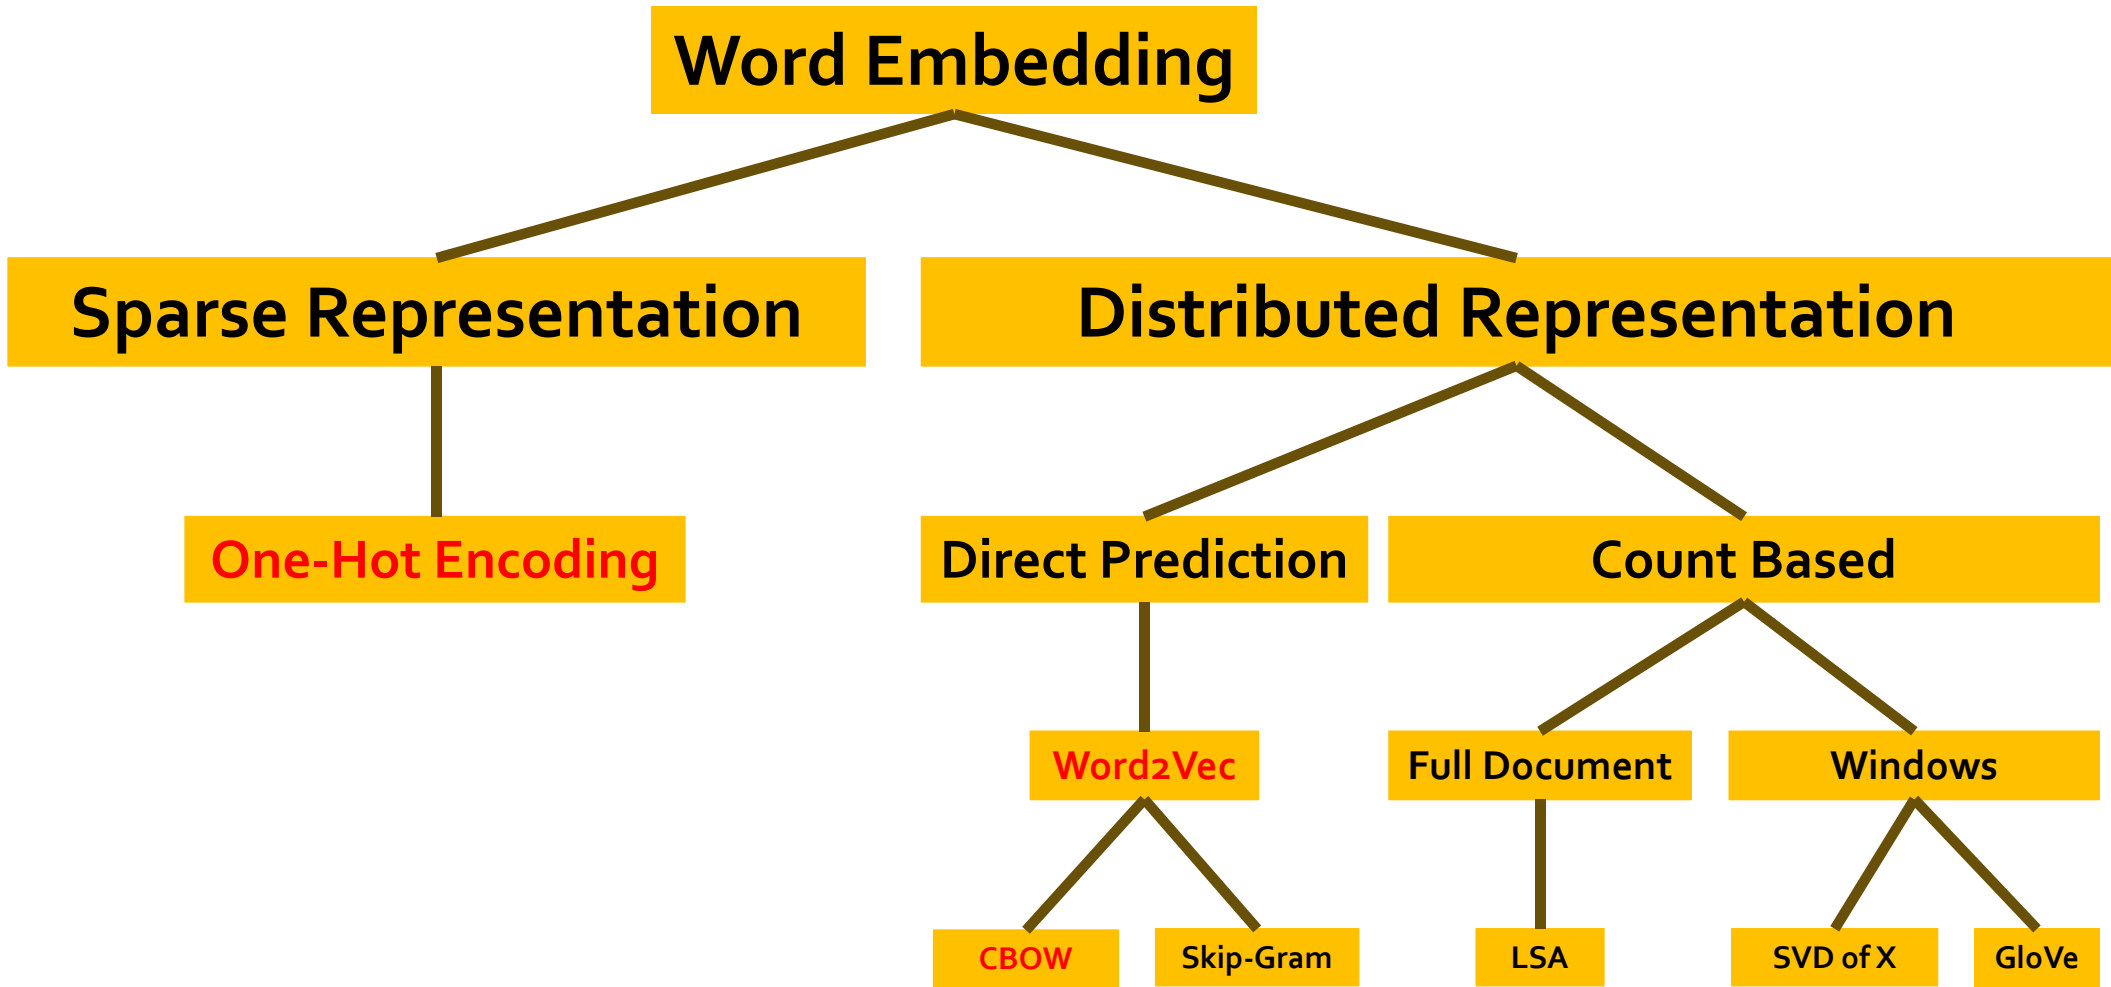 Word Embedding
Sparse Representation
Distributed Representation
One-Hot Encoding
Direct Prediction
Count Based
Word2Vec
Full Document
Windows
CBOW
Skip-Gram
LSA
SVD of X
GloVe